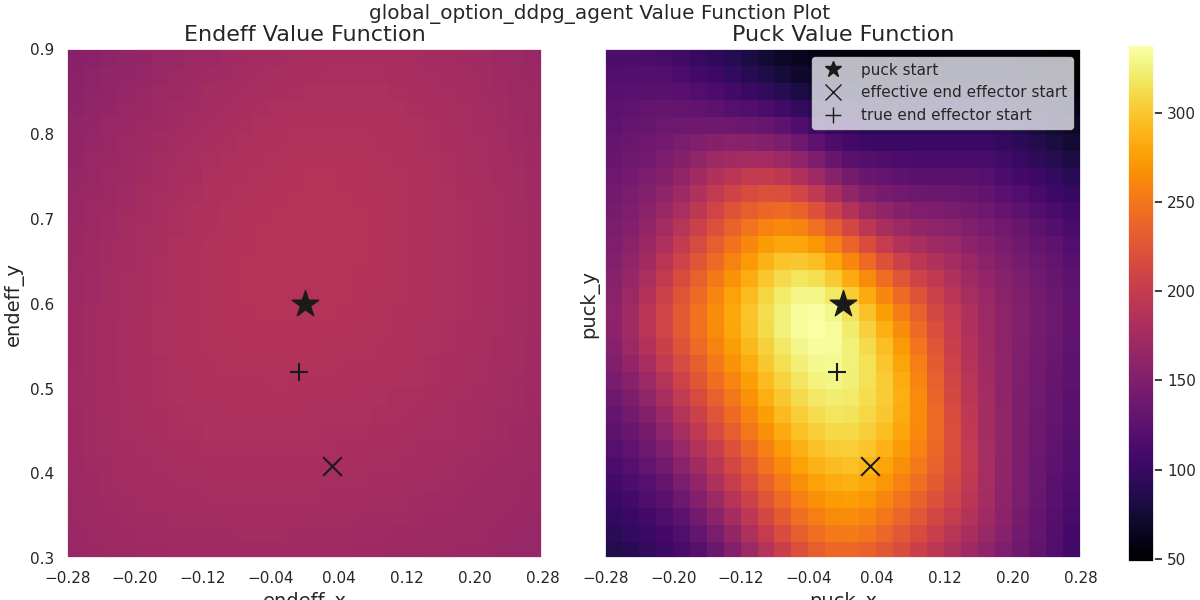 global_option_ddpg_agent Value Function Plot
Endeff Value Function
Puck Value Function
0.9
0.8
0.7
0.6
0.5
0.4
0.3
endeff_y
−0.28 −0.20 −0.12 −0.04 0.04 0.12 0.20 0.28
endeff_x
puck start
effective end effector start
true end effector start
puck_y
−0.28 −0.20 −0.12 −0.04 0.04 0.12 0.20 0.28
puck_x
300
250
200
150
100
50